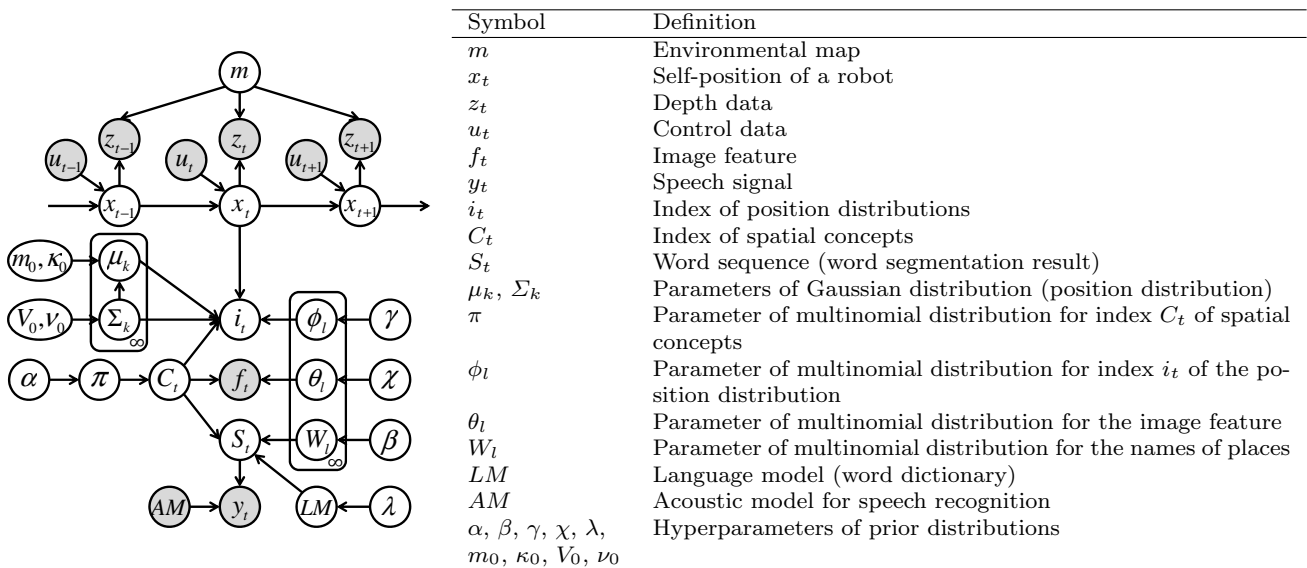 m
z_{t-1} z_t z_{t+1}
u_{t-1} u_t u_{t+1}
x_{t-1} x_t x_{t+1}
m_0, κ_0 μ_k
V_0, ν_0 Σ_k ∞ i_t ϕ_l γ
α π C_t f_t θ_l χ
S_t W_l ∞ β
AM y_t LM λ
Symbol Definition
m Environmental map
x_t Self-position of a robot
z_t Depth data
u_t Control data
f_t Image feature
y_t Speech signal
i_t Index of position distributions
C_t Index of spatial concepts
S_t Word sequence (word segmentation result)
μ_k, Σ_k Parameters of Gaussian distribution (position distribution)
π Parameter of multinomial distribution for index C_t of spatial
concepts
ϕ_l Parameter of multinomial distribution for index i_t of the po-
sition distribution
θ_l Parameter of multinomial distribution for the image feature
W_l Parameter of multinomial distribution for the names of places
LM Language model (word dictionary)
AM Acoustic model for speech recognition
α, β, γ, χ, λ, Hyperparameters of prior distributions
m_0, κ_0, V_0, ν_0